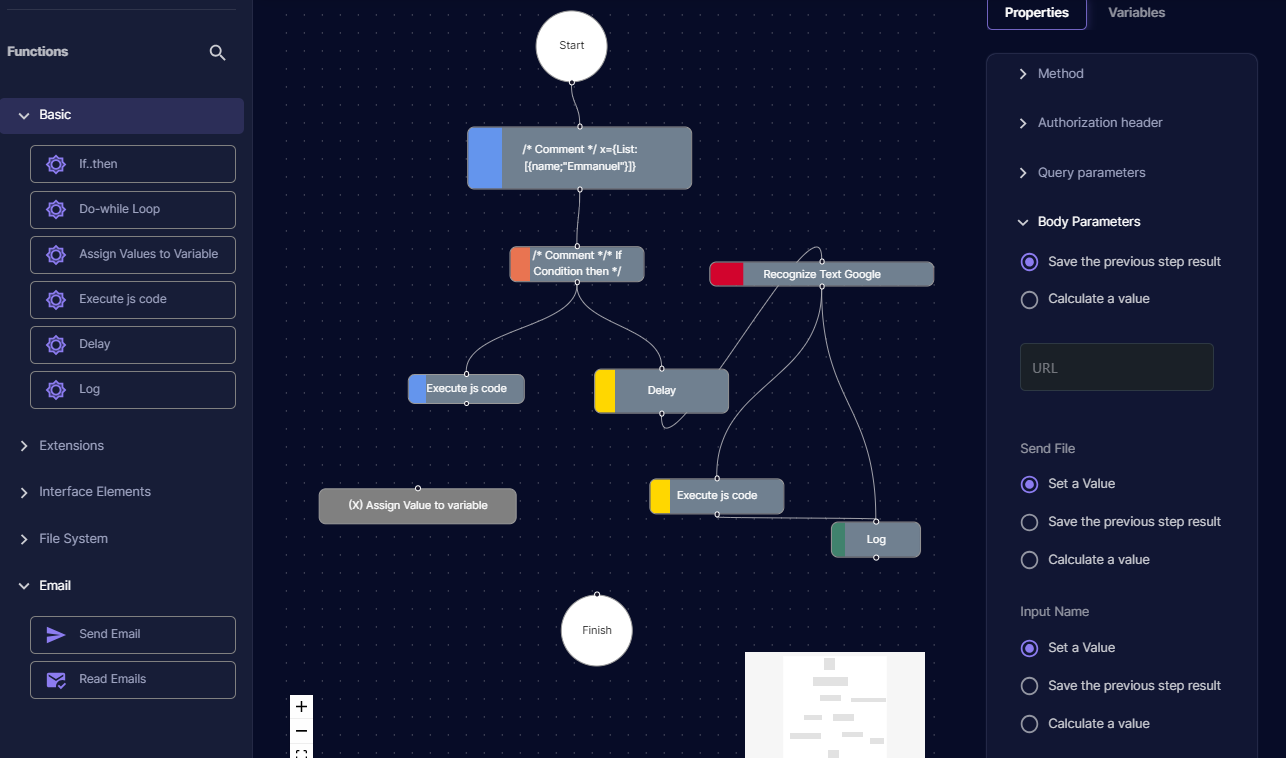 Functions
Basic
If..then
Do-while Loop
Assign Values to Variable
Execute js code
Delay
Log
Extensions
Interface Elements
File System
Email
Send Email
Read Emails
Start
/* Comment */ x={List:
[{name;"Emmanuel"}]}
/* Comment */* If
Condition then */
Recognize Text Google
Execute js code
Delay
(X) Assign Value to variable
Execute js code
Log
Finish
Properties
Variables
Method
Authorization header
Query parameters
Body Parameters
Save the previous step result
Calculate a value
URL
Send File
Set a Value
Save the previous step result
Calculate a value
Input Name
Set a Value
Save the previous step result
Calculate a value